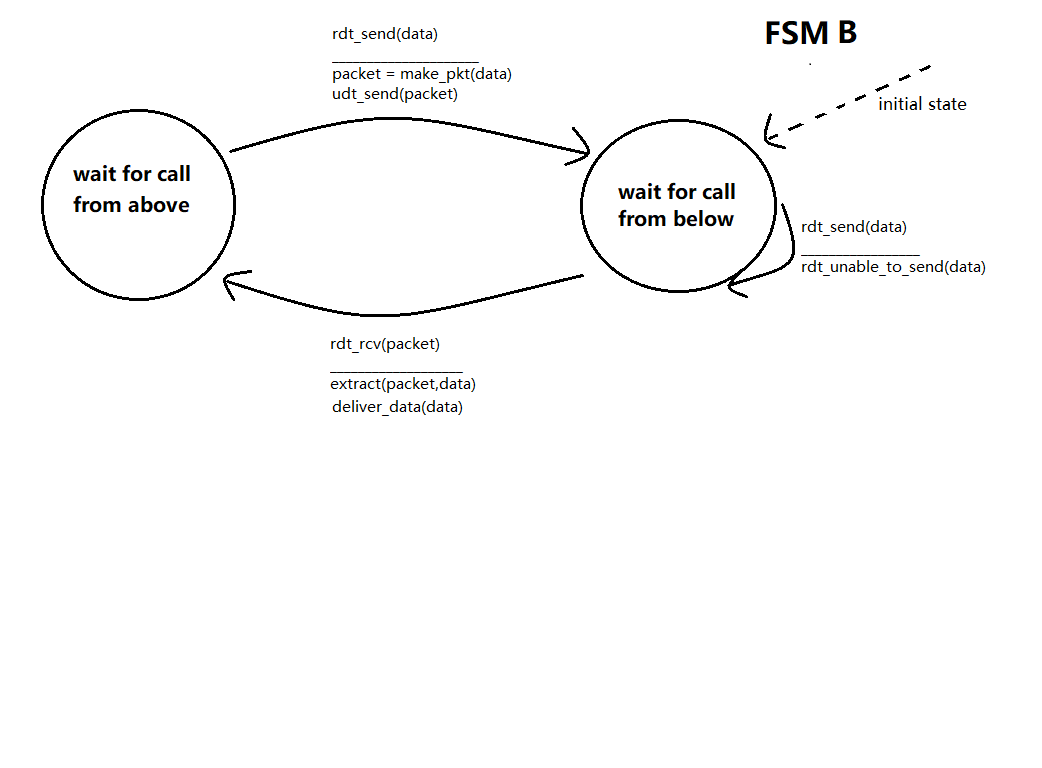 FSM B
rdt_send(data)
packet = make_pkt(data)
udt_send(packet)
initial state
wait for call
from above
wait for call
from below
rdt_send(data)
rdt_unable_to_send(data)
rdt_rcv(packet)
extract(packet,data)
deliver_data(data)